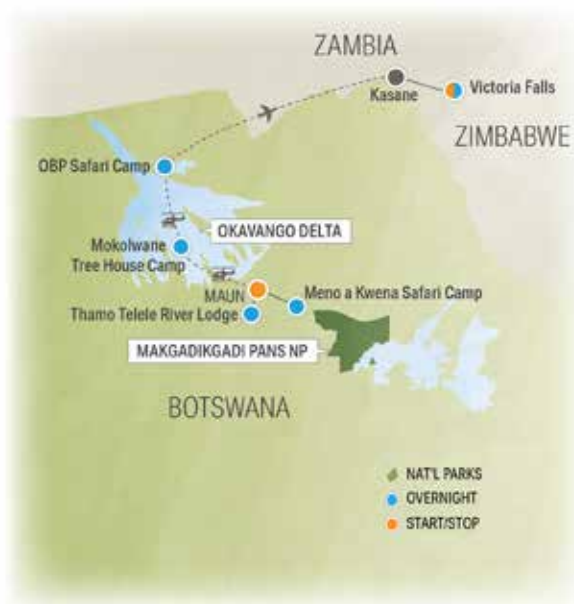 ZAMBIA
Kasane
Victoria Falls
ZIMBABWE
OBP Safari Camp
OKAVANGO DELTA
Mokolwane
Tree House Camp
MAUN
Meno a Kwena Safari Camp
Thamo Telele River Lodge
MAKGADIKGADI PANS NP
BOTSWANA
NAT'L PARKS
OVERNIGHT
START/STOP